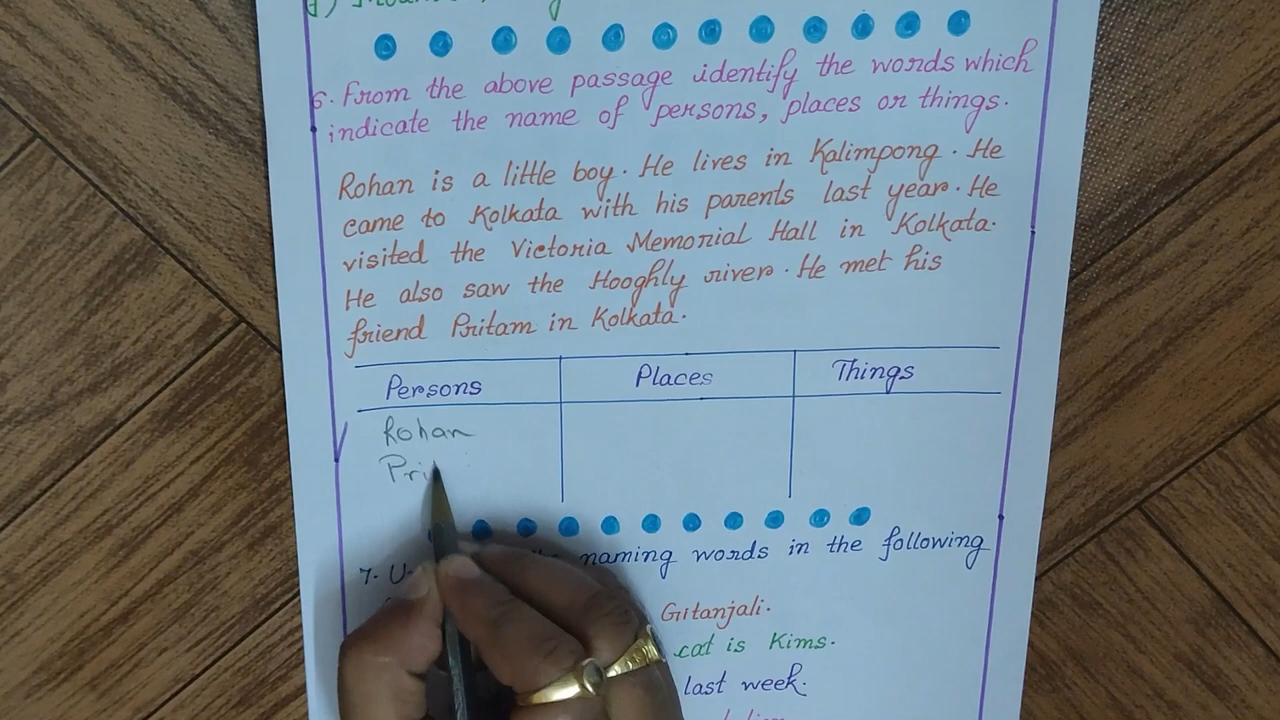 6. From the above passage identify the words which
indicate the name of persons, places or things.
Rohan is a little boy. He lives in Kalimpong. He
came to Kolkata with his parents last year. He
visited the Victoria Memorial Hall in Kolkata.
He also saw the Hooghly river. He met his
friend Pritam in Kolkata.
Persons Places Things
Rohan
Pri
7. naming words in the following
Gitanjali.
cat is Kims.
last week.